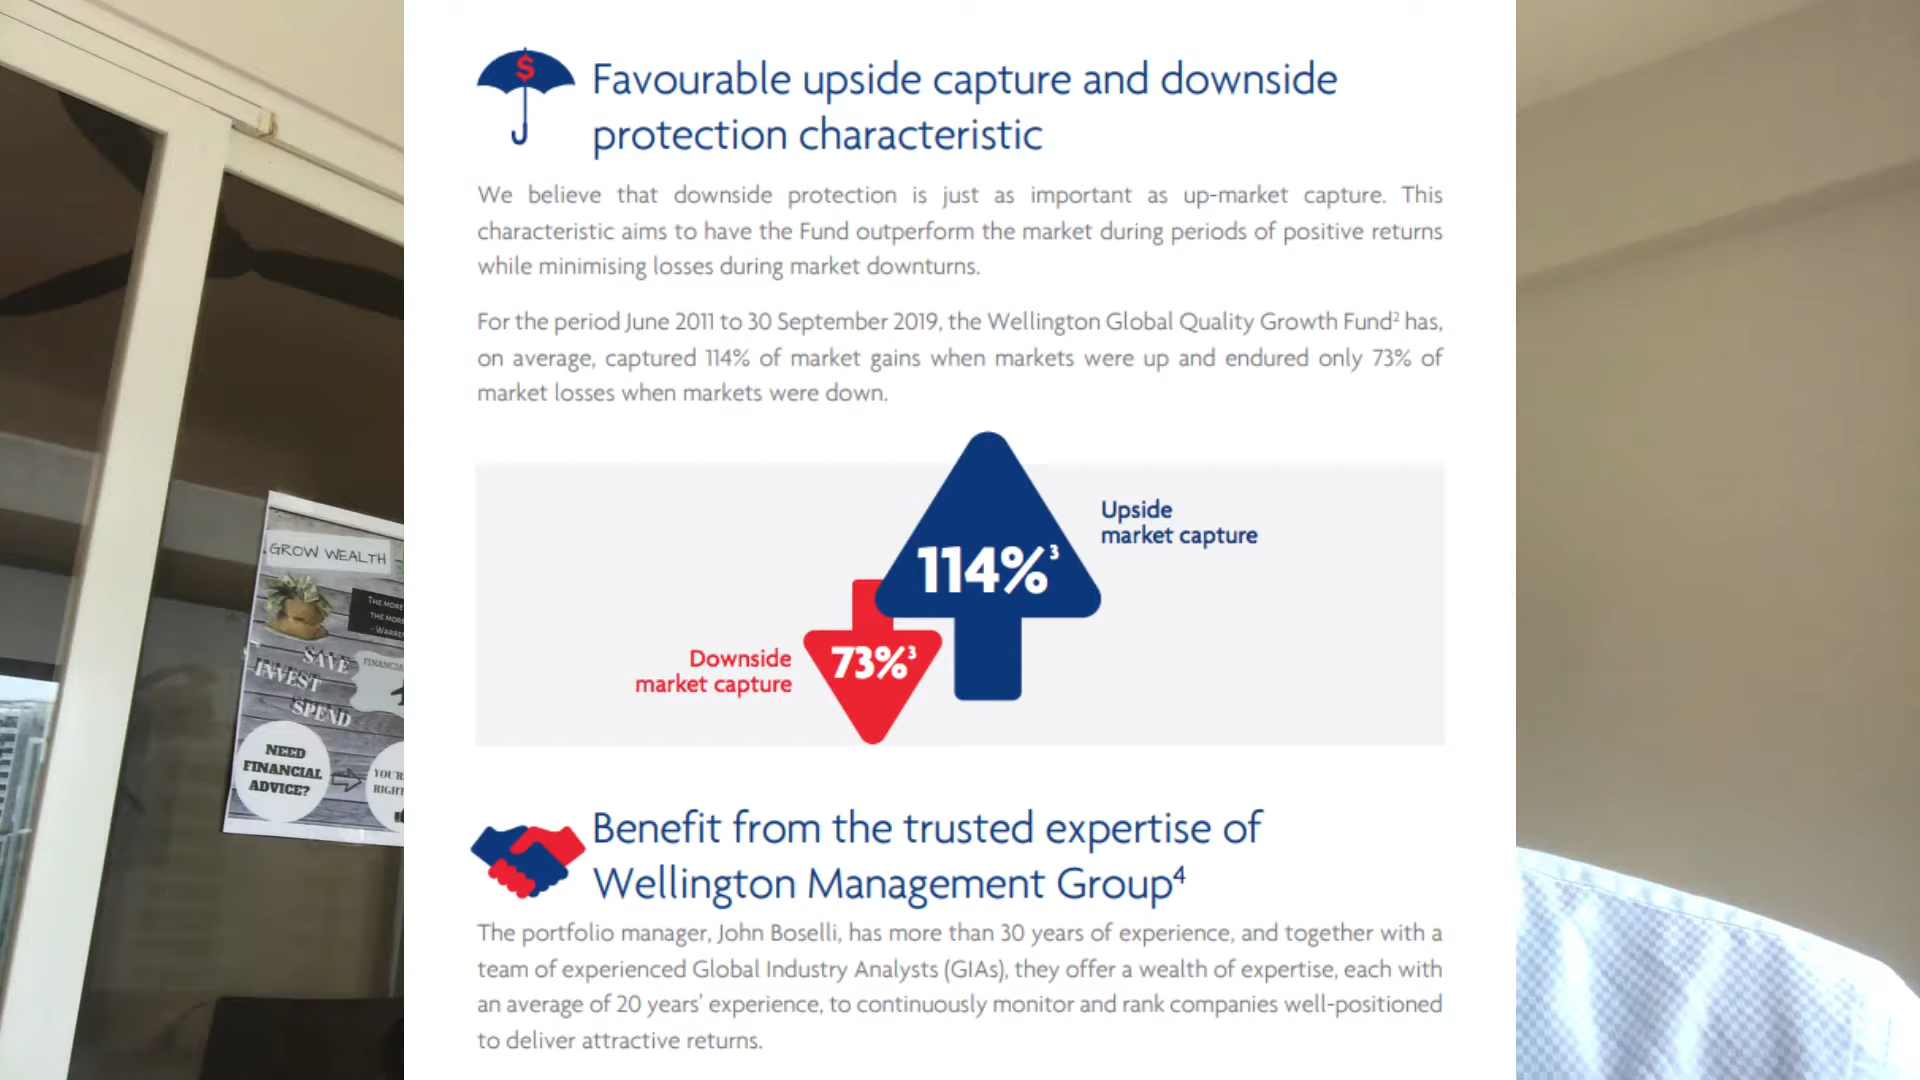 Favourable upside capture and downside
protection characteristic
We believe that downside protection is just as important as up-market capture. This
characteristic aims to have the Fund outperform the market during periods of positive returns
while minimising losses during market downturns.
For the period June 2011 to 30 September 2019, the Wellington Global Quality Growth Fund² has,
on average, captured 114% of market gains when markets were up and endured only 73% of
market losses when markets were down.
Upside
market capture
114%³
Downside
market capture
73%³
Benefit from the trusted expertise of
Wellington Management Group⁴
The portfolio manager, John Boselli, has more than 30 years of experience, and together with a
team of experienced Global Industry Analysts (GIAs), they offer a wealth of expertise, each with
an average of 20 years' experience, to continuously monitor and rank companies well-positioned
to deliver attractive returns.
GROW WEALTH
THE MORE
THE MORE
- WARRE
SAVE
INVEST
SPEND
FINANCIA
NEED
FINANCIAL
ADVICE?
YOU'R
RIGHT
$